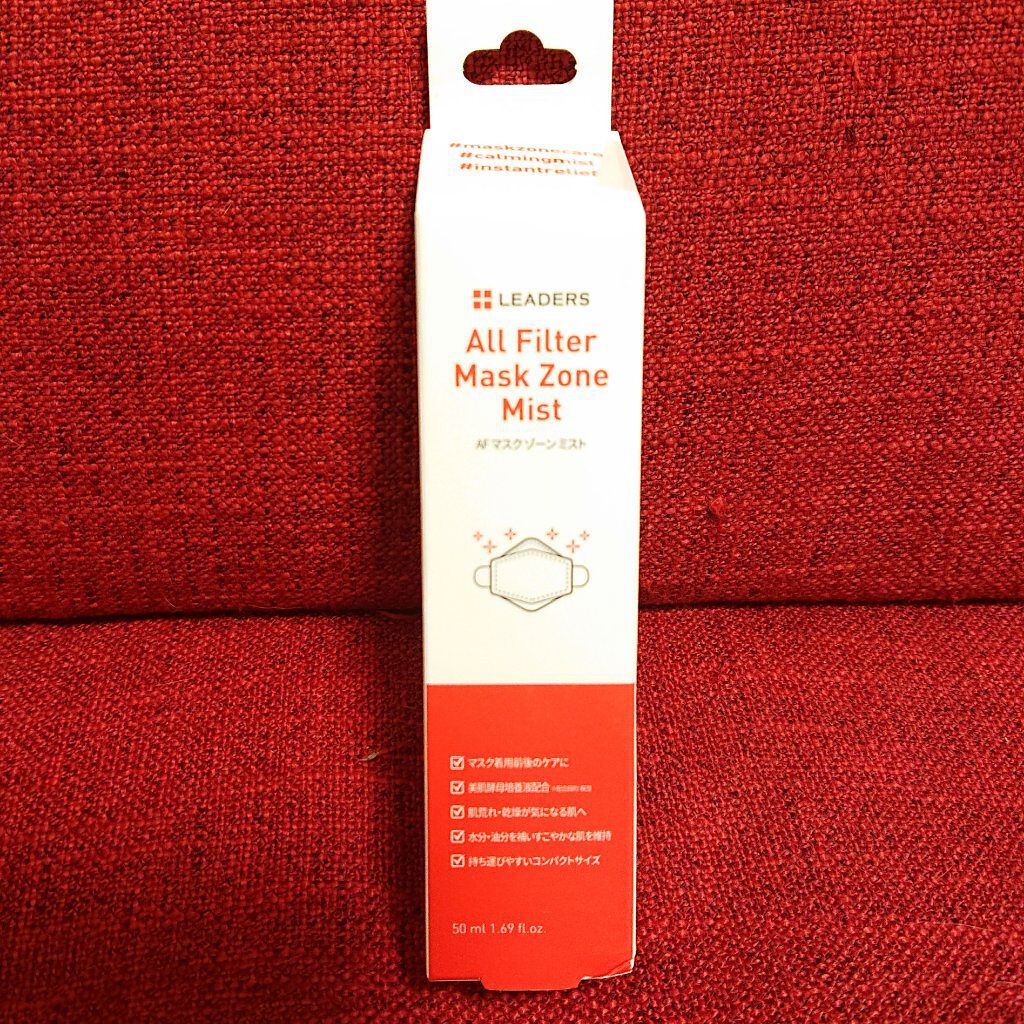 #maskzonecare
#calmingmist
#instantrelief
LEADERS
All Filter
Mask Zone
Mist
AF マスクゾーンミスト
マスク着用前後のケアに
美肌酵母培養液配合
肌荒れ・乾燥が気になる肌へ
水分・油分を補いすこやかな肌を維持
持ち運びやすいコンパクトサイズ
50 ml 1.69 fl.oz.